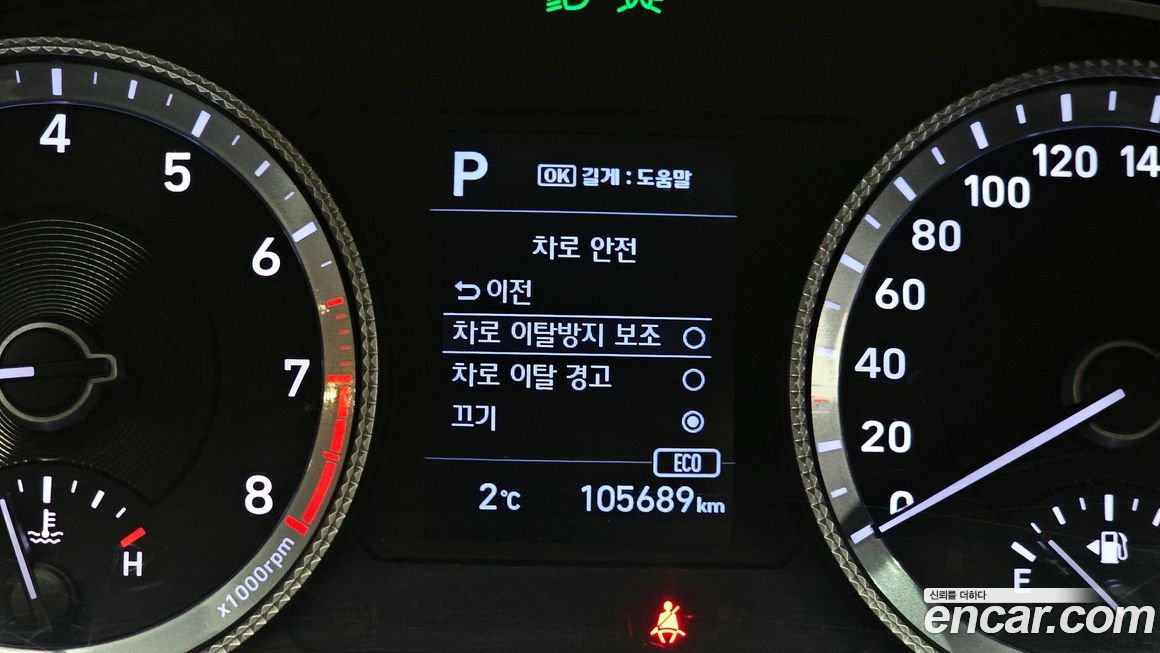 4
5
6
7
8
x1000rpm
H
P
OK 길게 : 도움말
차로 안전
이전
차로 이탈방지 보조
차로 이탈 경고
끄기
ECO
2°C 105689km
0
20
40
60
80
100
120
E
신뢰를 더하다
encar.com